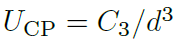 U_CP = C_3/d^3